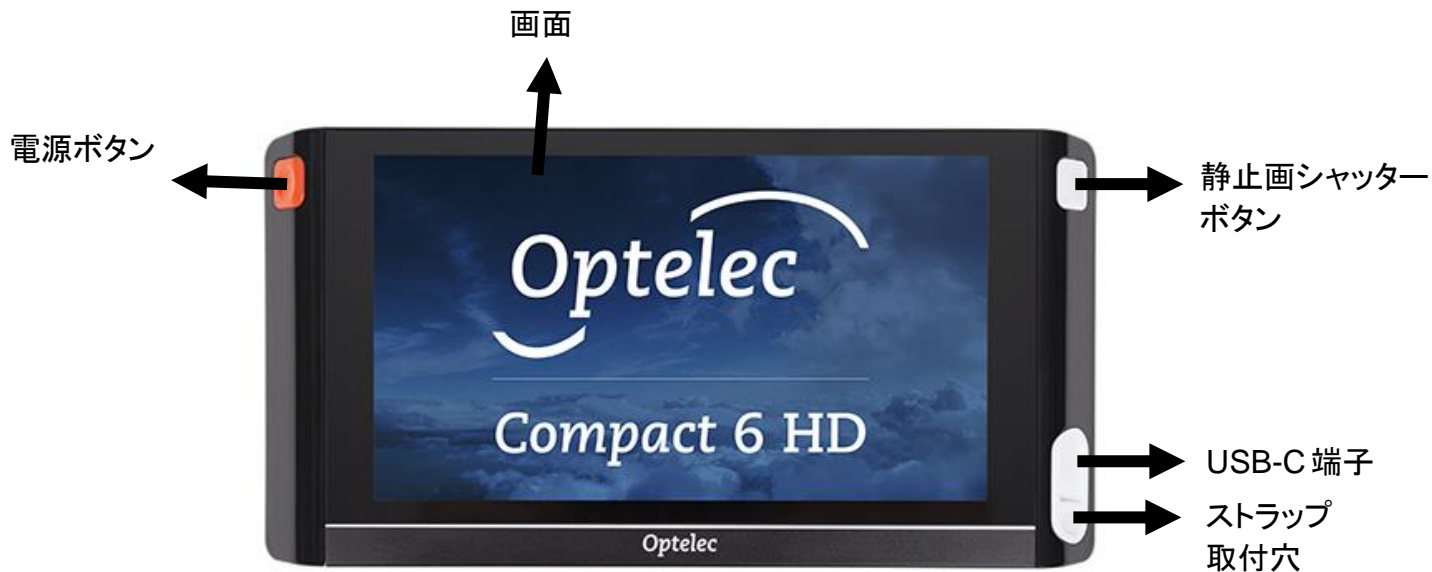 画面
電源ボタン
静止画シャッター
ボタン
Optelec
Compact 6 HD
USB-C 端子
ストラップ
取付穴
Optelec